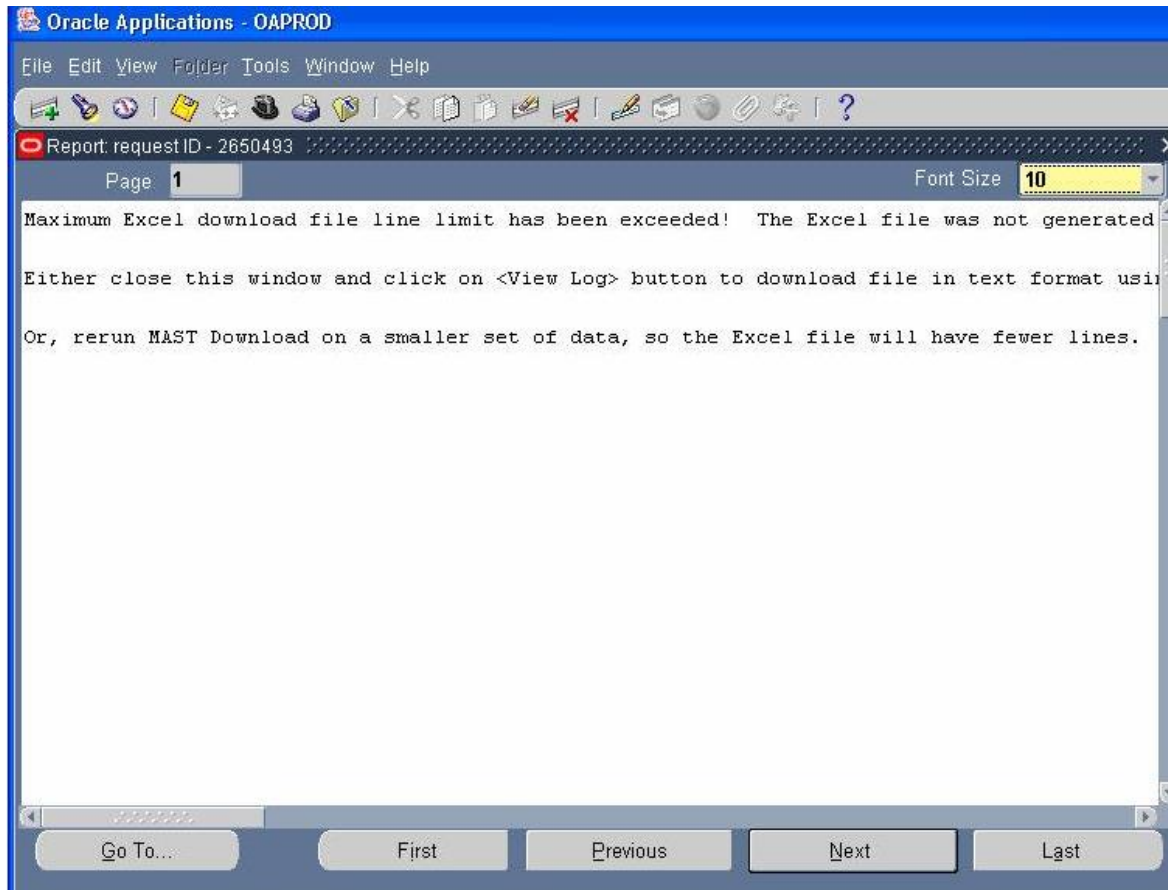 Oracle Applications - OAPROD
File Edit View Folder Tools Window Help
Report: request ID - 2650493
Page 1 Font Size 10
Maximum Excel download file line limit has been exceeded! The Excel file was not generated
Either close this window and click on <View Log> button to download file in text format
Or, rerun MAST Download on a smaller set of data, so the Excel file will have fewer lines.
Go To... First Previous Next Last